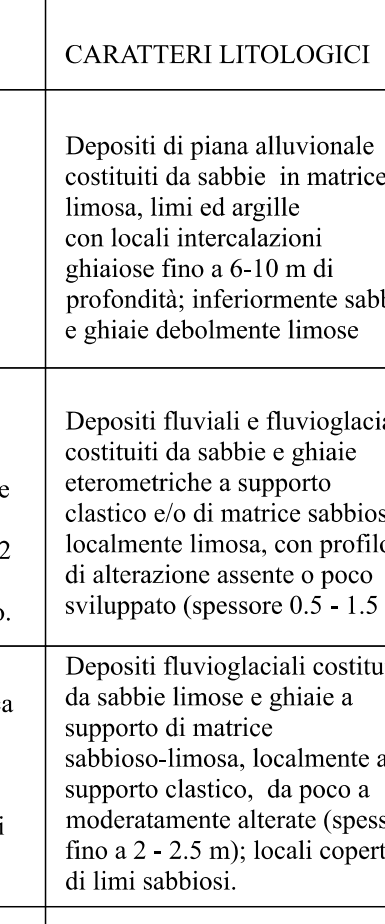 CARATTERI LITOLOGICI
Depositi di piana alluvionale
costituiti da sabbie in matrice
limosa, limi ed argille
con locali intercalazioni
ghiaiose fino a 6-10 m di
profondità; inferiormente sabb
e ghiaie debolmente limose
Depositi fluviali e fluvioglacia
costituiti da sabbie e ghiaie
eterometriche a supporto
clastico e/o di matrice sabbios
localmente limosa, con profilo
di alterazione assente o poco
sviluppato (spessore 0.5 - 1.5
e
2
o.
Depositi fluvioglaciali costitu
da sabbie limose e ghiaie a
supporto di matrice
sabbioso-limosa, localmente a
supporto clastico, da poco a
moderatamente alterate (spess
fino a 2 - 2.5 m); locali copert
di limi sabbiosi.
a
i